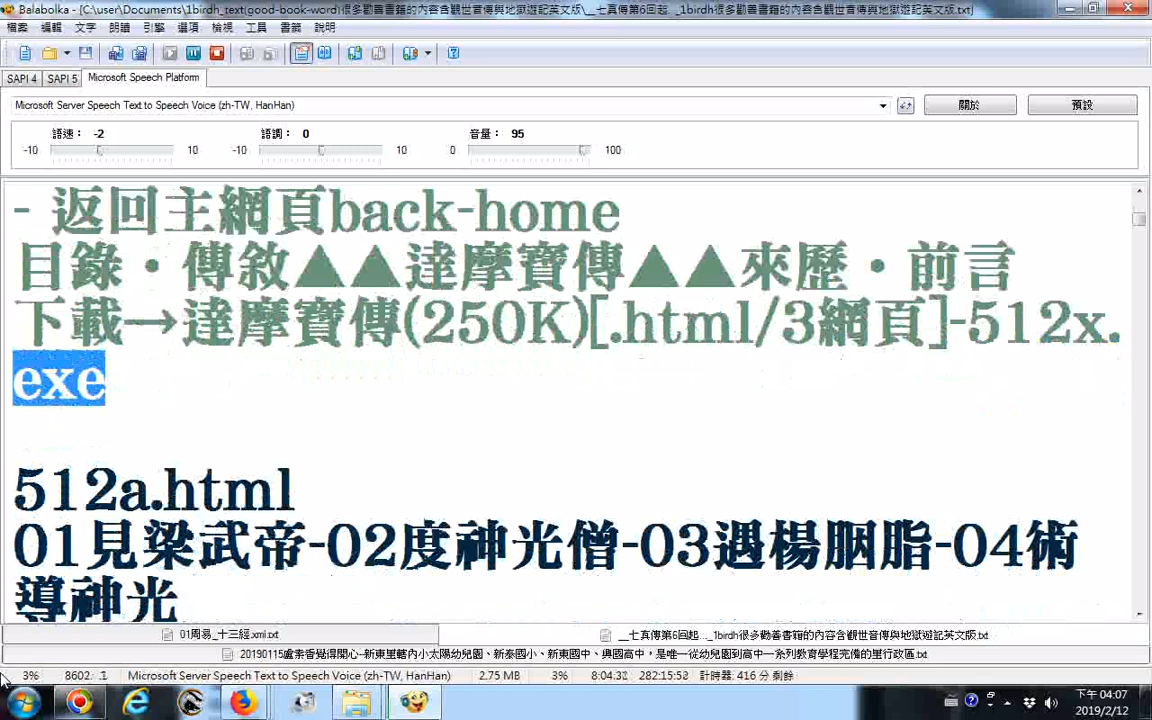 Balabolka - [C:\user\Documents\1birdh_text(good-book-word)很多勸善書籍的內容含觀世音傳與地獄遊記英文版\__七真傳第6回起..._1birdh很多勸善書籍的內容含觀世音傳與地獄遊記英文版.txt]
檔案 編輯 文字 朗讀 引擎 選項 檢視 工具 書籤 說明
SAPI 4 SAPI 5 Microsoft Speech Platform
Microsoft Server Speech Text to Speech Voice (zh-TW, HanHan) 關於 預設
語速： -2 語調： 0 音量： 95
-10 10 -10 10 0 100
- 返回主網頁back-home
目錄・傳敘▲▲達摩寶傳▲▲來歷・前言
下載→達摩寶傳(250K)[.html/3網頁]-512x.
exe
512a.html
01見梁武帝-02度神光僧-03遇楊胭脂-04術
導神光
01周易_十三經.xml.txt __七真傳第6回起..._1birdh很多勸善書籍的內容含觀世音傳與地獄遊記英文版.txt
20190115盧素香覺得開心-新東里轄內小太陽幼兒園、新泰國小、新東國中、興國高中，是唯一從幼兒園到高中一系列教育學程完備的里行政區.txt
3% 8602: 1 Microsoft Server Speech Text to Speech Voice (zh-TW, HanHan) 2.75 MB 3% 8:04:31 282:15:53 計時器: 416 分 剩餘
下午 04:07
2019/2/12